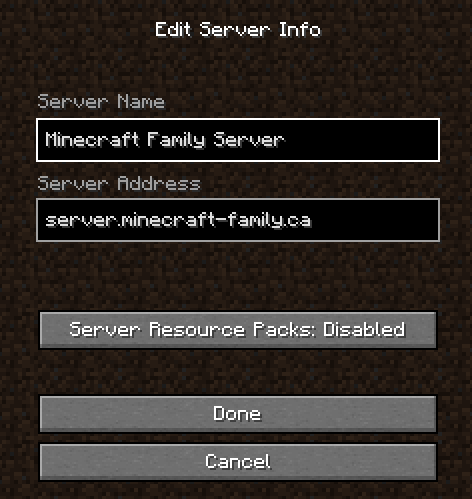 Edit Server Info
Server Name
Minecraft Family Server
Server Address
server.minecraft-family.ca
Server Resource Packs: Disabled
Done
Cancel